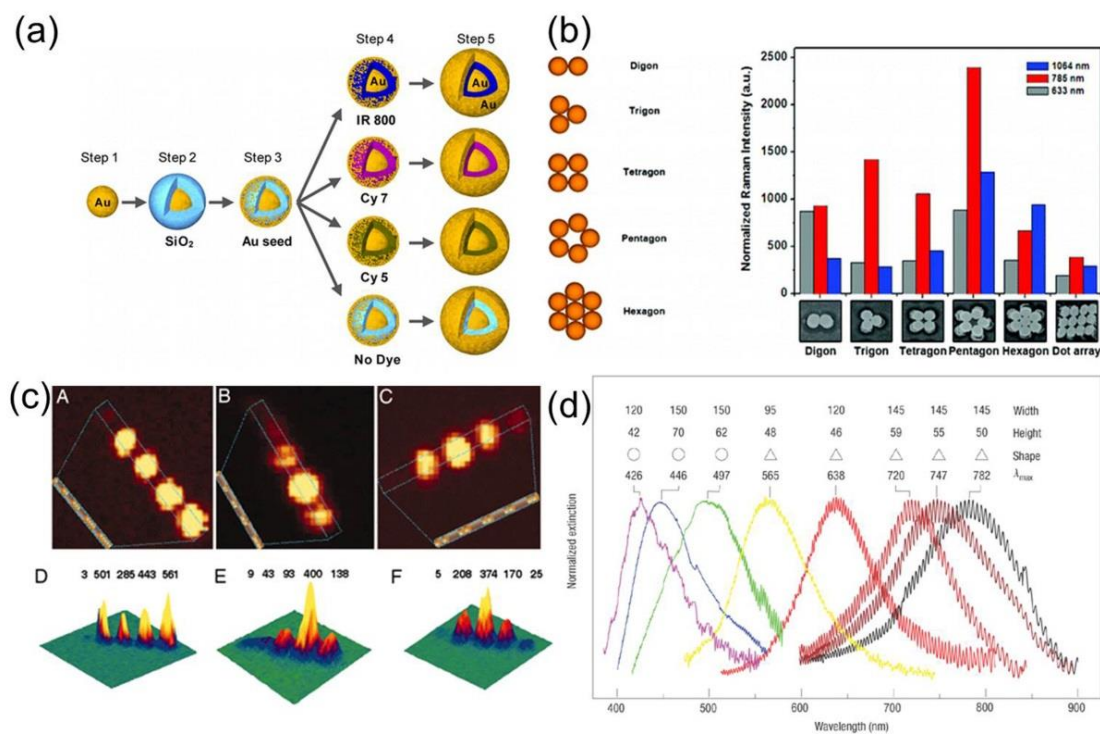 (a)
Step 4 Step 5
Au Au
Au
IR 800
Step 1 Step 2 Step 3
Au
SiO₂ Au seed
Cy 7
Cy 5
No Dye
(b)
Digon
Trigon
Tetragon
Pentagon
Hexagon
Normalized Raman Intensity (a.u.)
2500
2000
1500
1000
500
0
1064 nm
785 nm
633 nm
Digon Trigon Tetragon Pentagon Hexagon Dot array
(c)
A B C
D 3 501 285 443 561
E 9 43 93 400 138
F 5 208 374 170 25
(d)
120 150 150 95 120 145 145 145 Width
42 70 62 48 46 59 55 50 Height
Shape
426 446 497 565 638 720 747 782 λmax
Normalized extinction
400 500 600 700 800 900
Wavelength (nm)